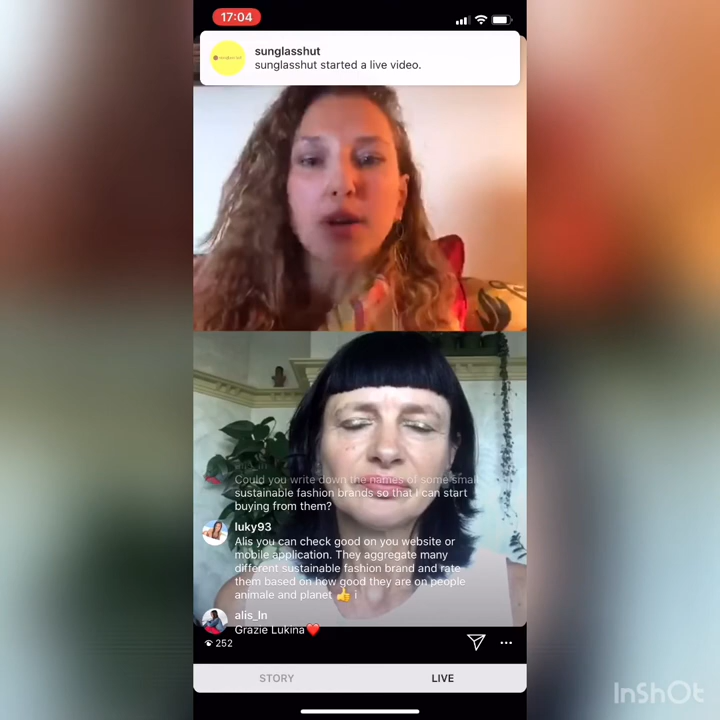 17:04
sunglasshut
sunglasshut started a live video.
Could you write down the names of some small
sustainable fashion brands so that I can start
buying from them?
luky93
Alis you can check good on you website or
mobile application. They aggregate many
different sustainable fashion brand and rate
them based on how good they are on people
animale and planet 👍 i
alis_ln
Grazie Lukina❤️
252
STORY
LIVE
InShOt